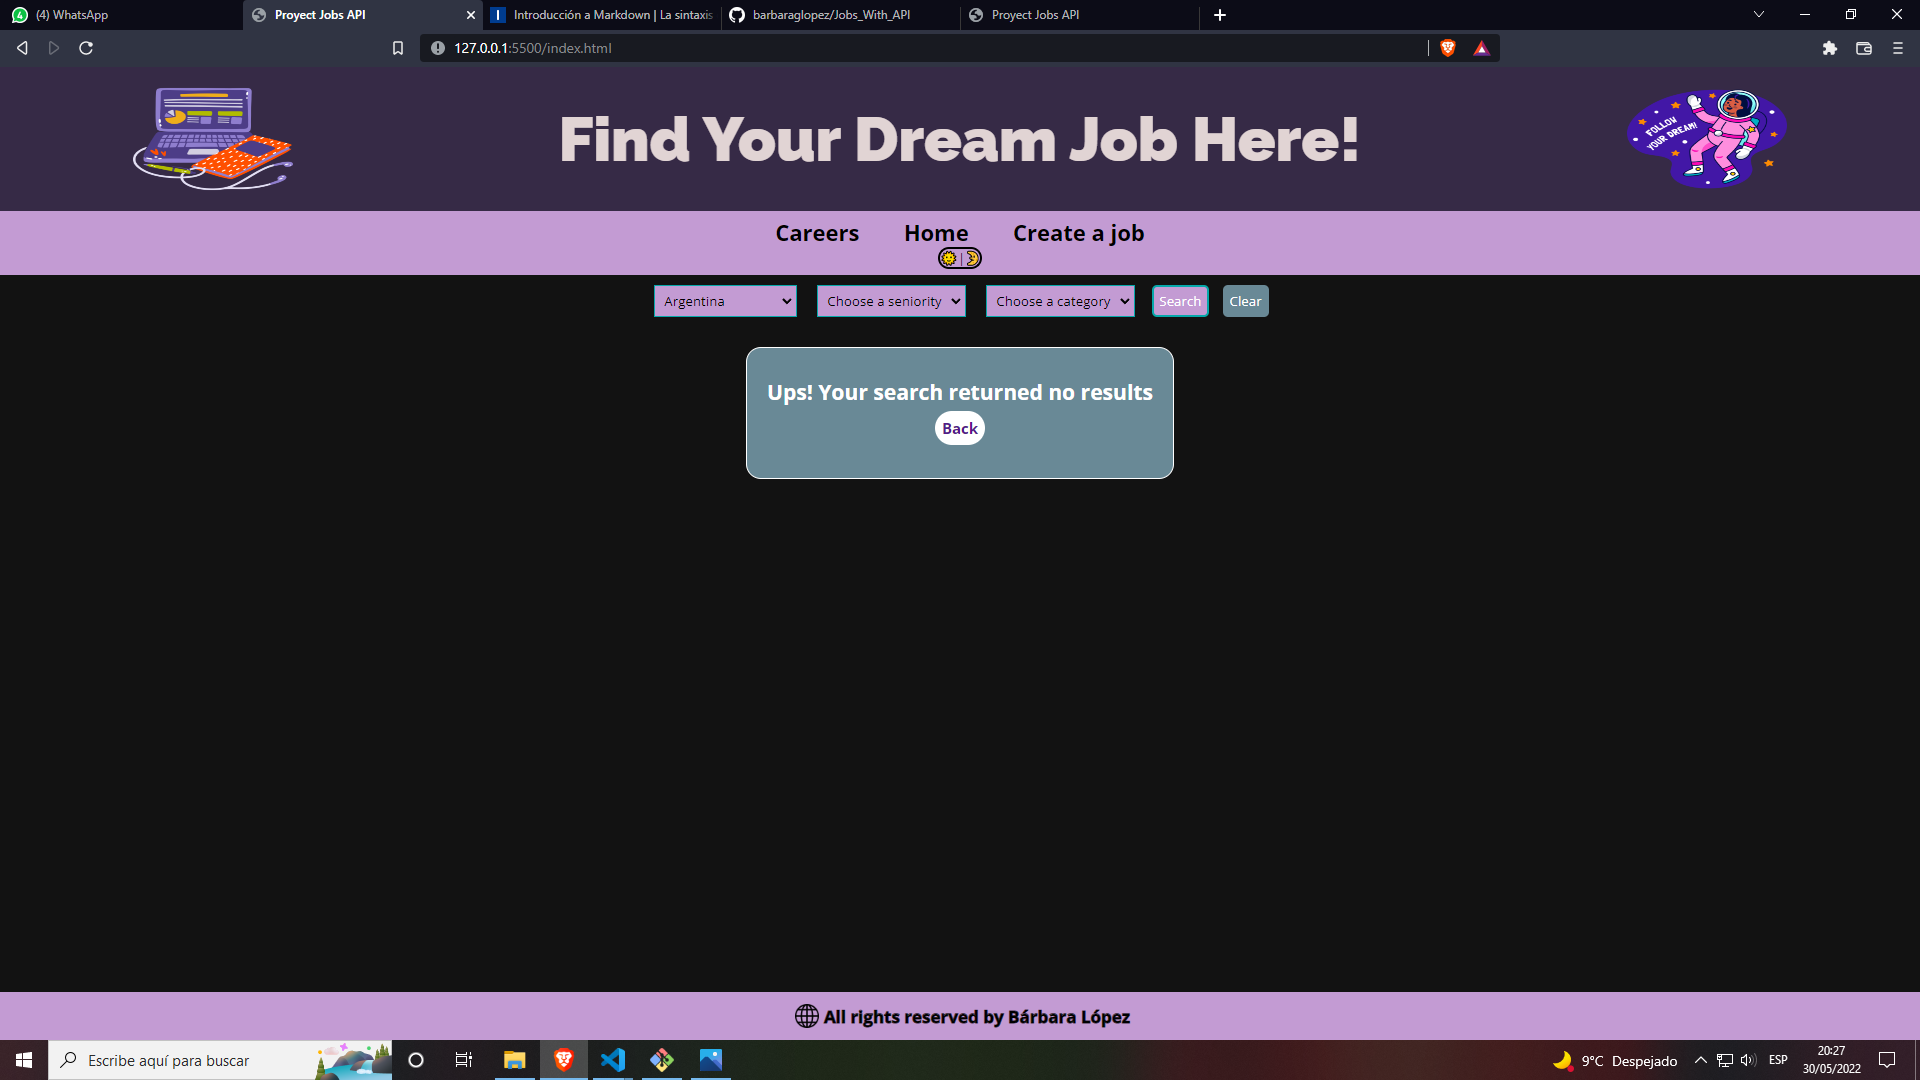 (4) WhatsApp
Proyect Jobs API
Introducción a Markdown | La sintaxis
barbaraglopez/Jobs_With_API
Proyect Jobs API
127.0.0.1:5500/index.html
Find Your Dream Job Here!
FOLLOW
YOUR DREAM!
Careers
Home
Create a job
Argentina
Choose a seniority
Choose a category
Search
Clear
Ups! Your search returned no results
Back
All rights reserved by Bárbara López
Escribe aquí para buscar
9°C Despejado
ESP
20:27
30/05/2022